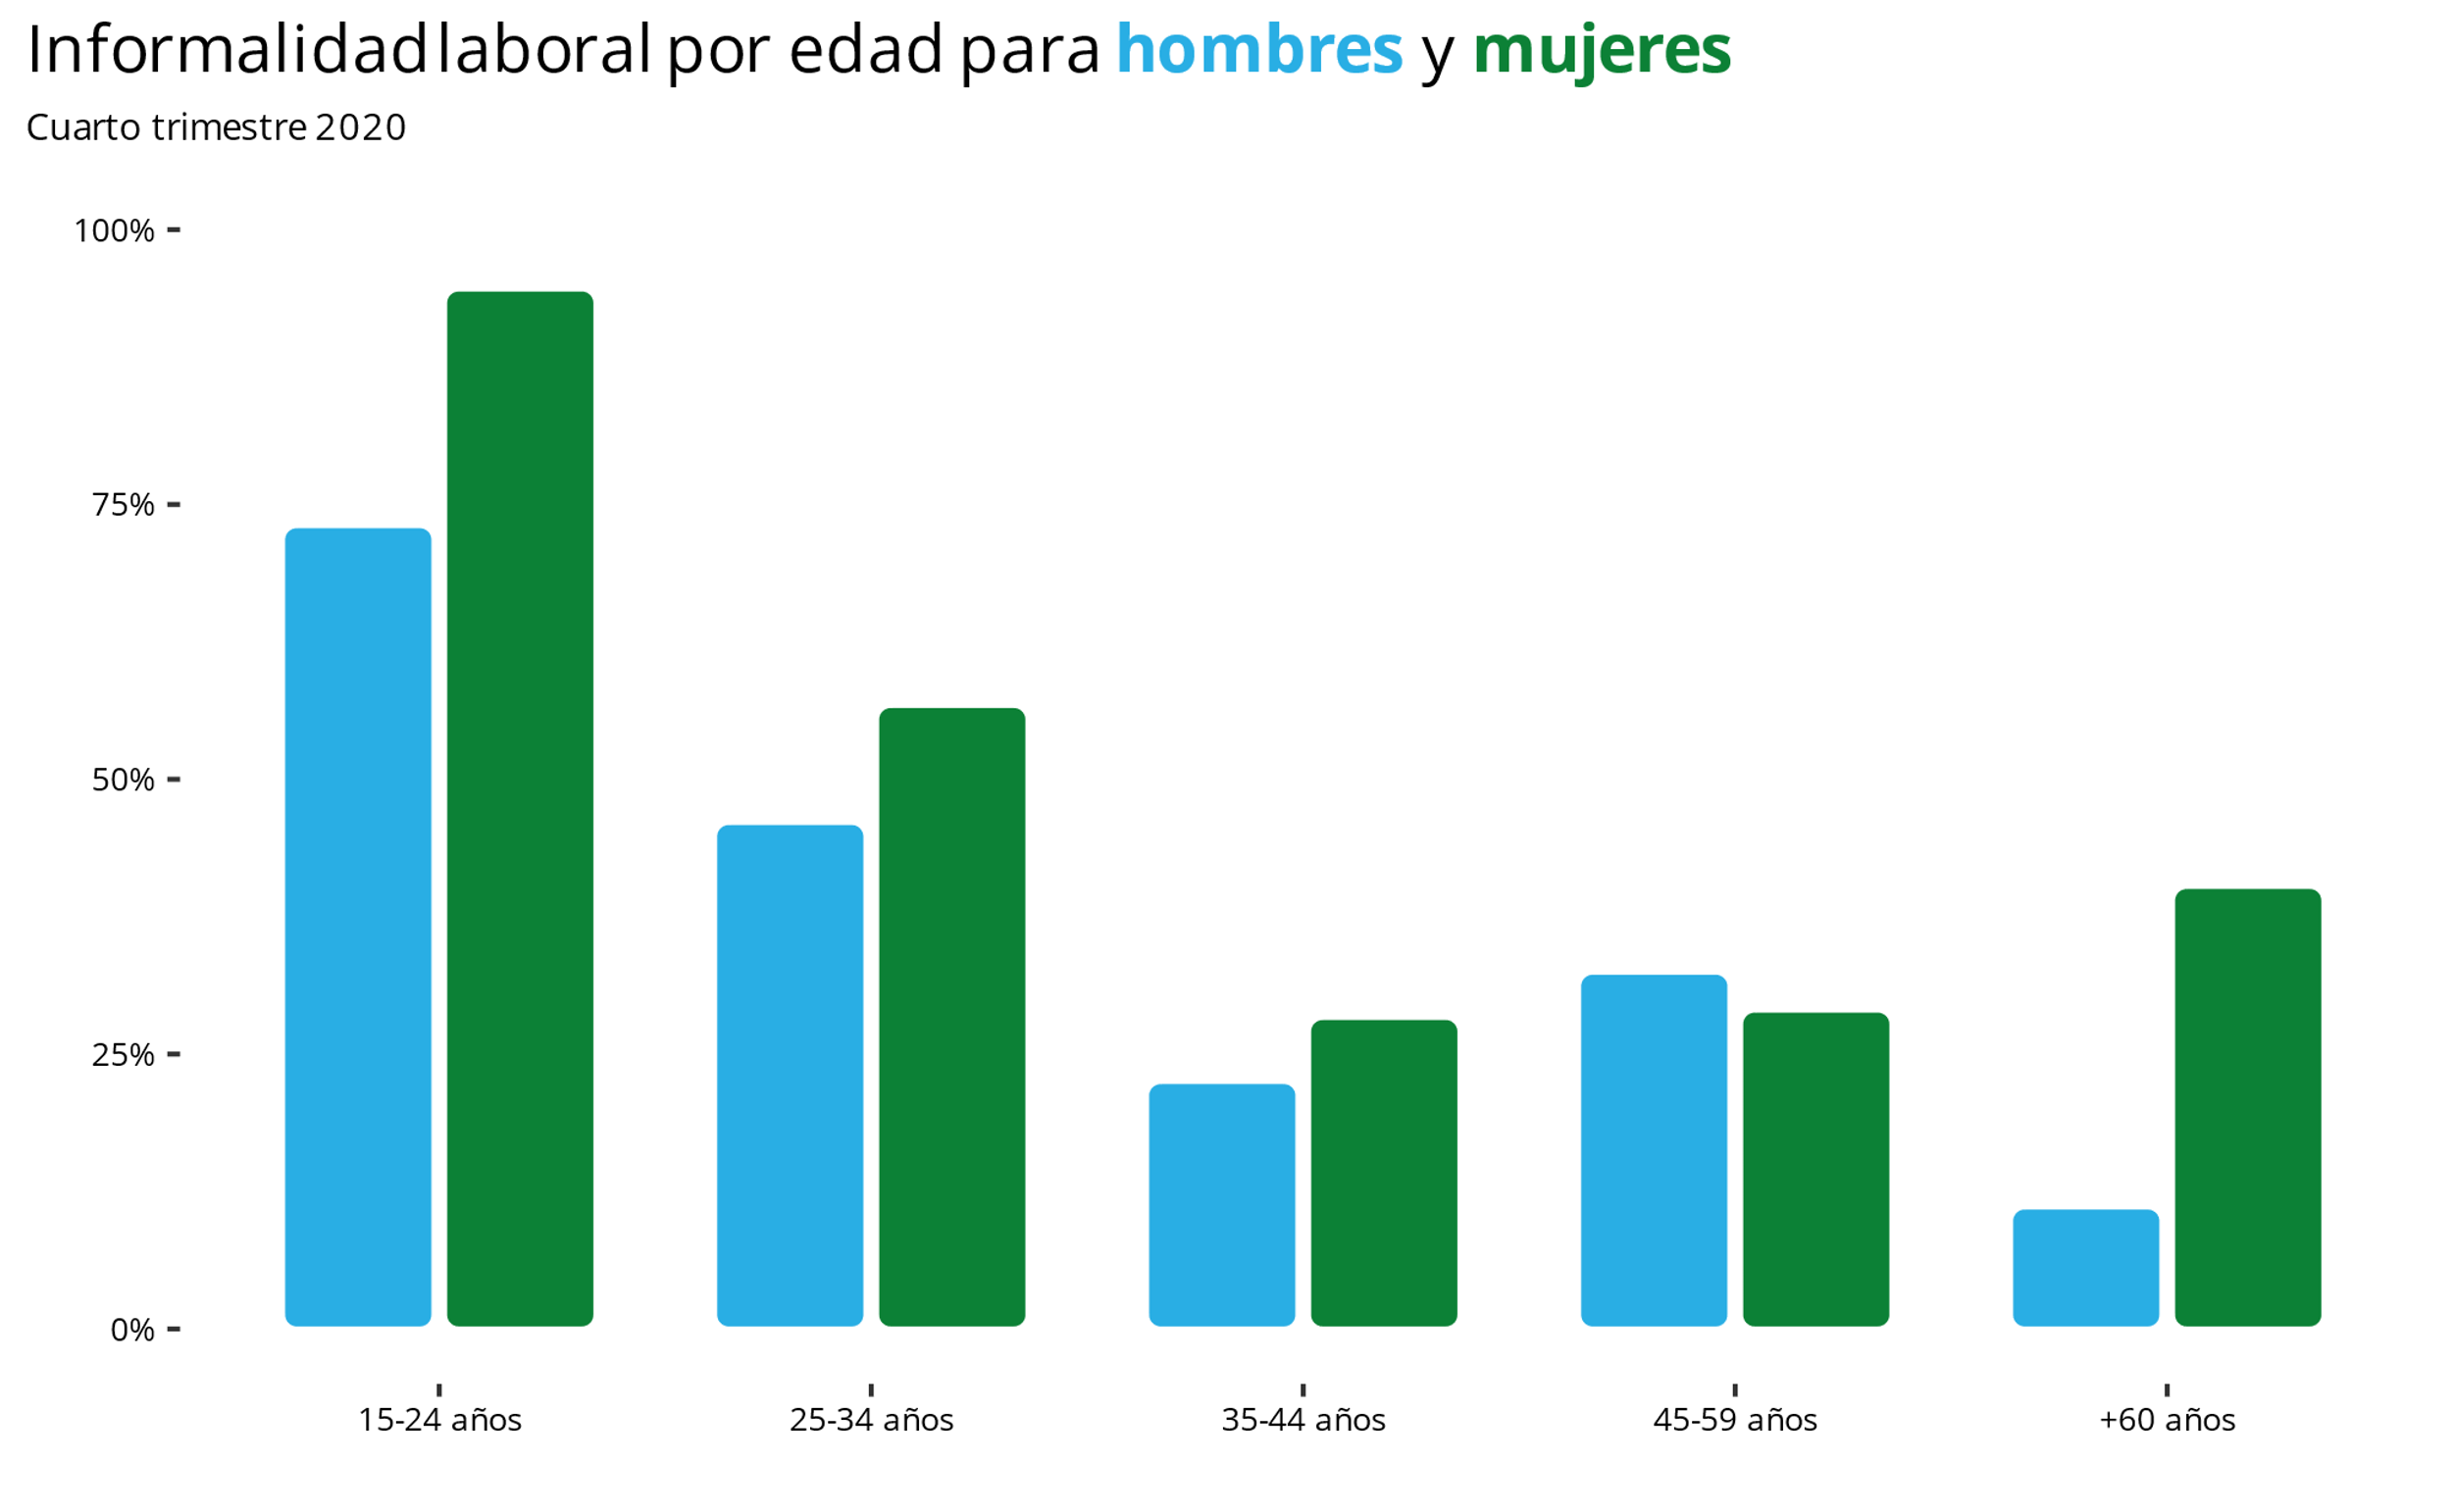 Informalidad laboral por edad para hombres y mujeres
Cuarto trimestre 2020
100%
75%
50%
25%
0%
15-24 años
25-34 años
35-44 años
45-59 años
+60 años